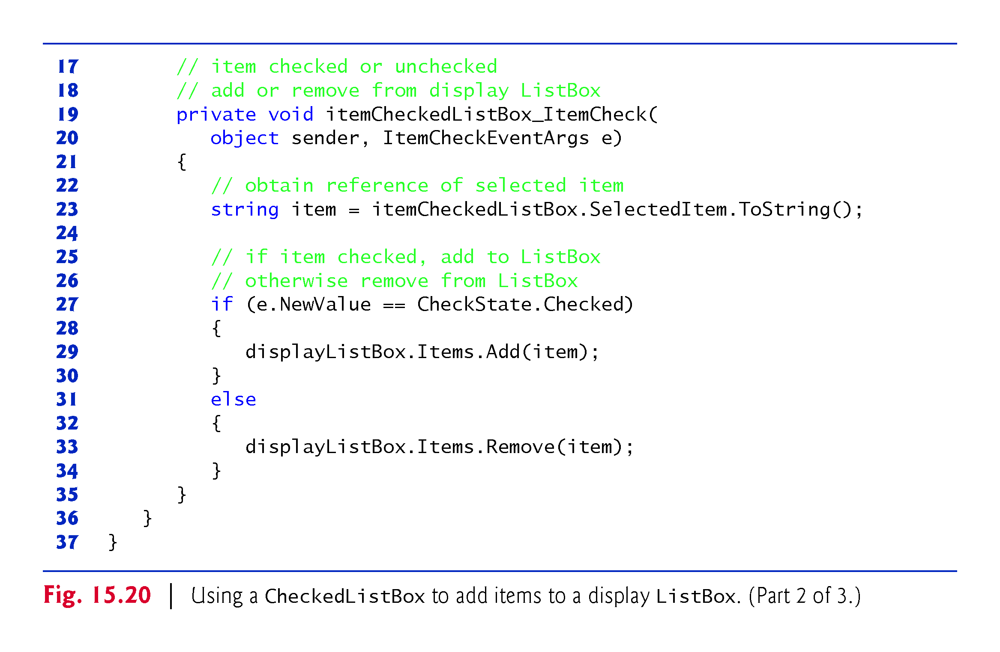 17         // item checked or unchecked
18         // add or remove from display ListBox
19         private void itemCheckedListBox_ItemCheck(
20            object sender, ItemCheckEventArgs e)
21         {
22            // obtain reference of selected item
23            string item = itemCheckedListBox.SelectedItem.ToString();
24
25            // if item checked, add to ListBox
26            // otherwise remove from ListBox
27            if (e.NewValue == CheckState.Checked)
28            {
29               displayListBox.Items.Add(item);
30            }
31            else
32            {
33               displayListBox.Items.Remove(item);
34            }
35         }
36      }
37   }
Fig. 15.20 | Using a CheckedListBox to add items to a display ListBox. (Part 2 of 3.)